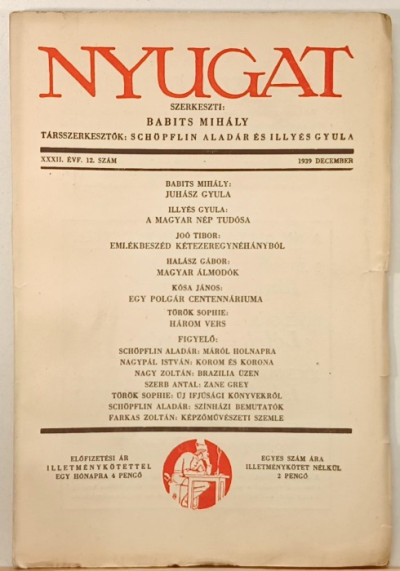 NYUGAT
SZERKESZTI:
BABITS MIHÁLY
TÁRSSZERKESZTŐK: SCHÖPFLIN ALADÁR ÉS ILLYÉS GYULA
XXXII. ÉVF. 12. SZÁM 1939 DECEMBER
BABITS MIHÁLY:
JUHÁSZ GYULA
ILLYÉS GYULA:
A MAGYAR NÉP TUDÓSA
JOÓ TIBOR:
EMLÉKBESZÉD KÉTEZEREGYNÉHÁNYBÓL
HALÁSZ GÁBOR:
MAGYAR ÁLMODÓK
KÓSA JÁNOS:
EGY POLGÁR CENTENNÁRIUMA
TÖRÖK SOPHIE:
HÁROM VERS
FIGYELŐ:
SCHÖPFLIN ALADÁR: MÁRÓL HOLNAPRA
NAGYPÁL ISTVÁN: KOROM ÉS KORONA
NAGY ZOLTÁN: BRAZILIA ÜZEN
SZERB ANTAL: ZANE GREY
TÖRÖK SOPHIE: ÚJ IFJÚSÁGI KÖNYVEKRŐL
SCHÖPFLIN ALADÁR: SZÍNHÁZI BEMUTATÓK
FARKAS ZOLTÁN: KÉPZŐMŰVÉSZETI SZEMLE
ELŐFIZETÉSI ÁR
ILLETMÉNYKÖTETTEL
EGY HÓNAPRA 4 PENGŐ
EGYES SZÁM ÁRA
ILLETMÉNYKÖTET NÉLKÜL
2 PENGŐ